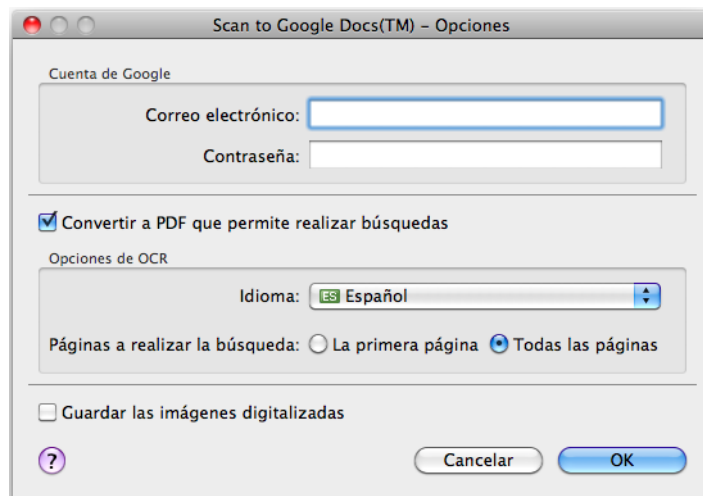 Scan to Google Docs(TM) – Opciones
Cuenta de Google
Correo electrónico:
Contraseña:
Convertir a PDF que permite realizar búsquedas
Opciones de OCR
Idioma: ES Español
Páginas a realizar la búsqueda: La primera página Todas las páginas
Guardar las imágenes digitalizadas
? Cancelar OK